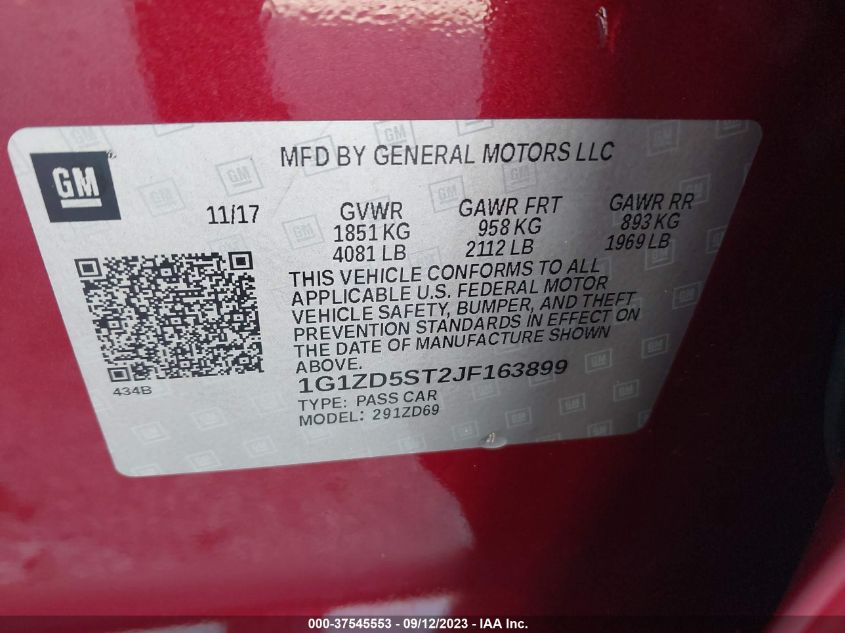 GM
MFD BY GENERAL MOTORS LLC
11/17
GVWR
1851 KG
4081 LB
GAWR FRT
958 KG
2112 LB
GAWR RR
893 KG
1969 LB
THIS VEHICLE CONFORMS TO ALL
APPLICABLE U.S. FEDERAL MOTOR
VEHICLE SAFETY, BUMPER, AND THEFT
PREVENTION STANDARDS IN EFFECT ON
THE DATE OF MANUFACTURE SHOWN
ABOVE.
434B
1G1ZD5ST2JF163899
TYPE: PASS CAR
MODEL: 291ZD69
000-37545553 - 09/12/2023 - COPYRIGHT IAA, INC.